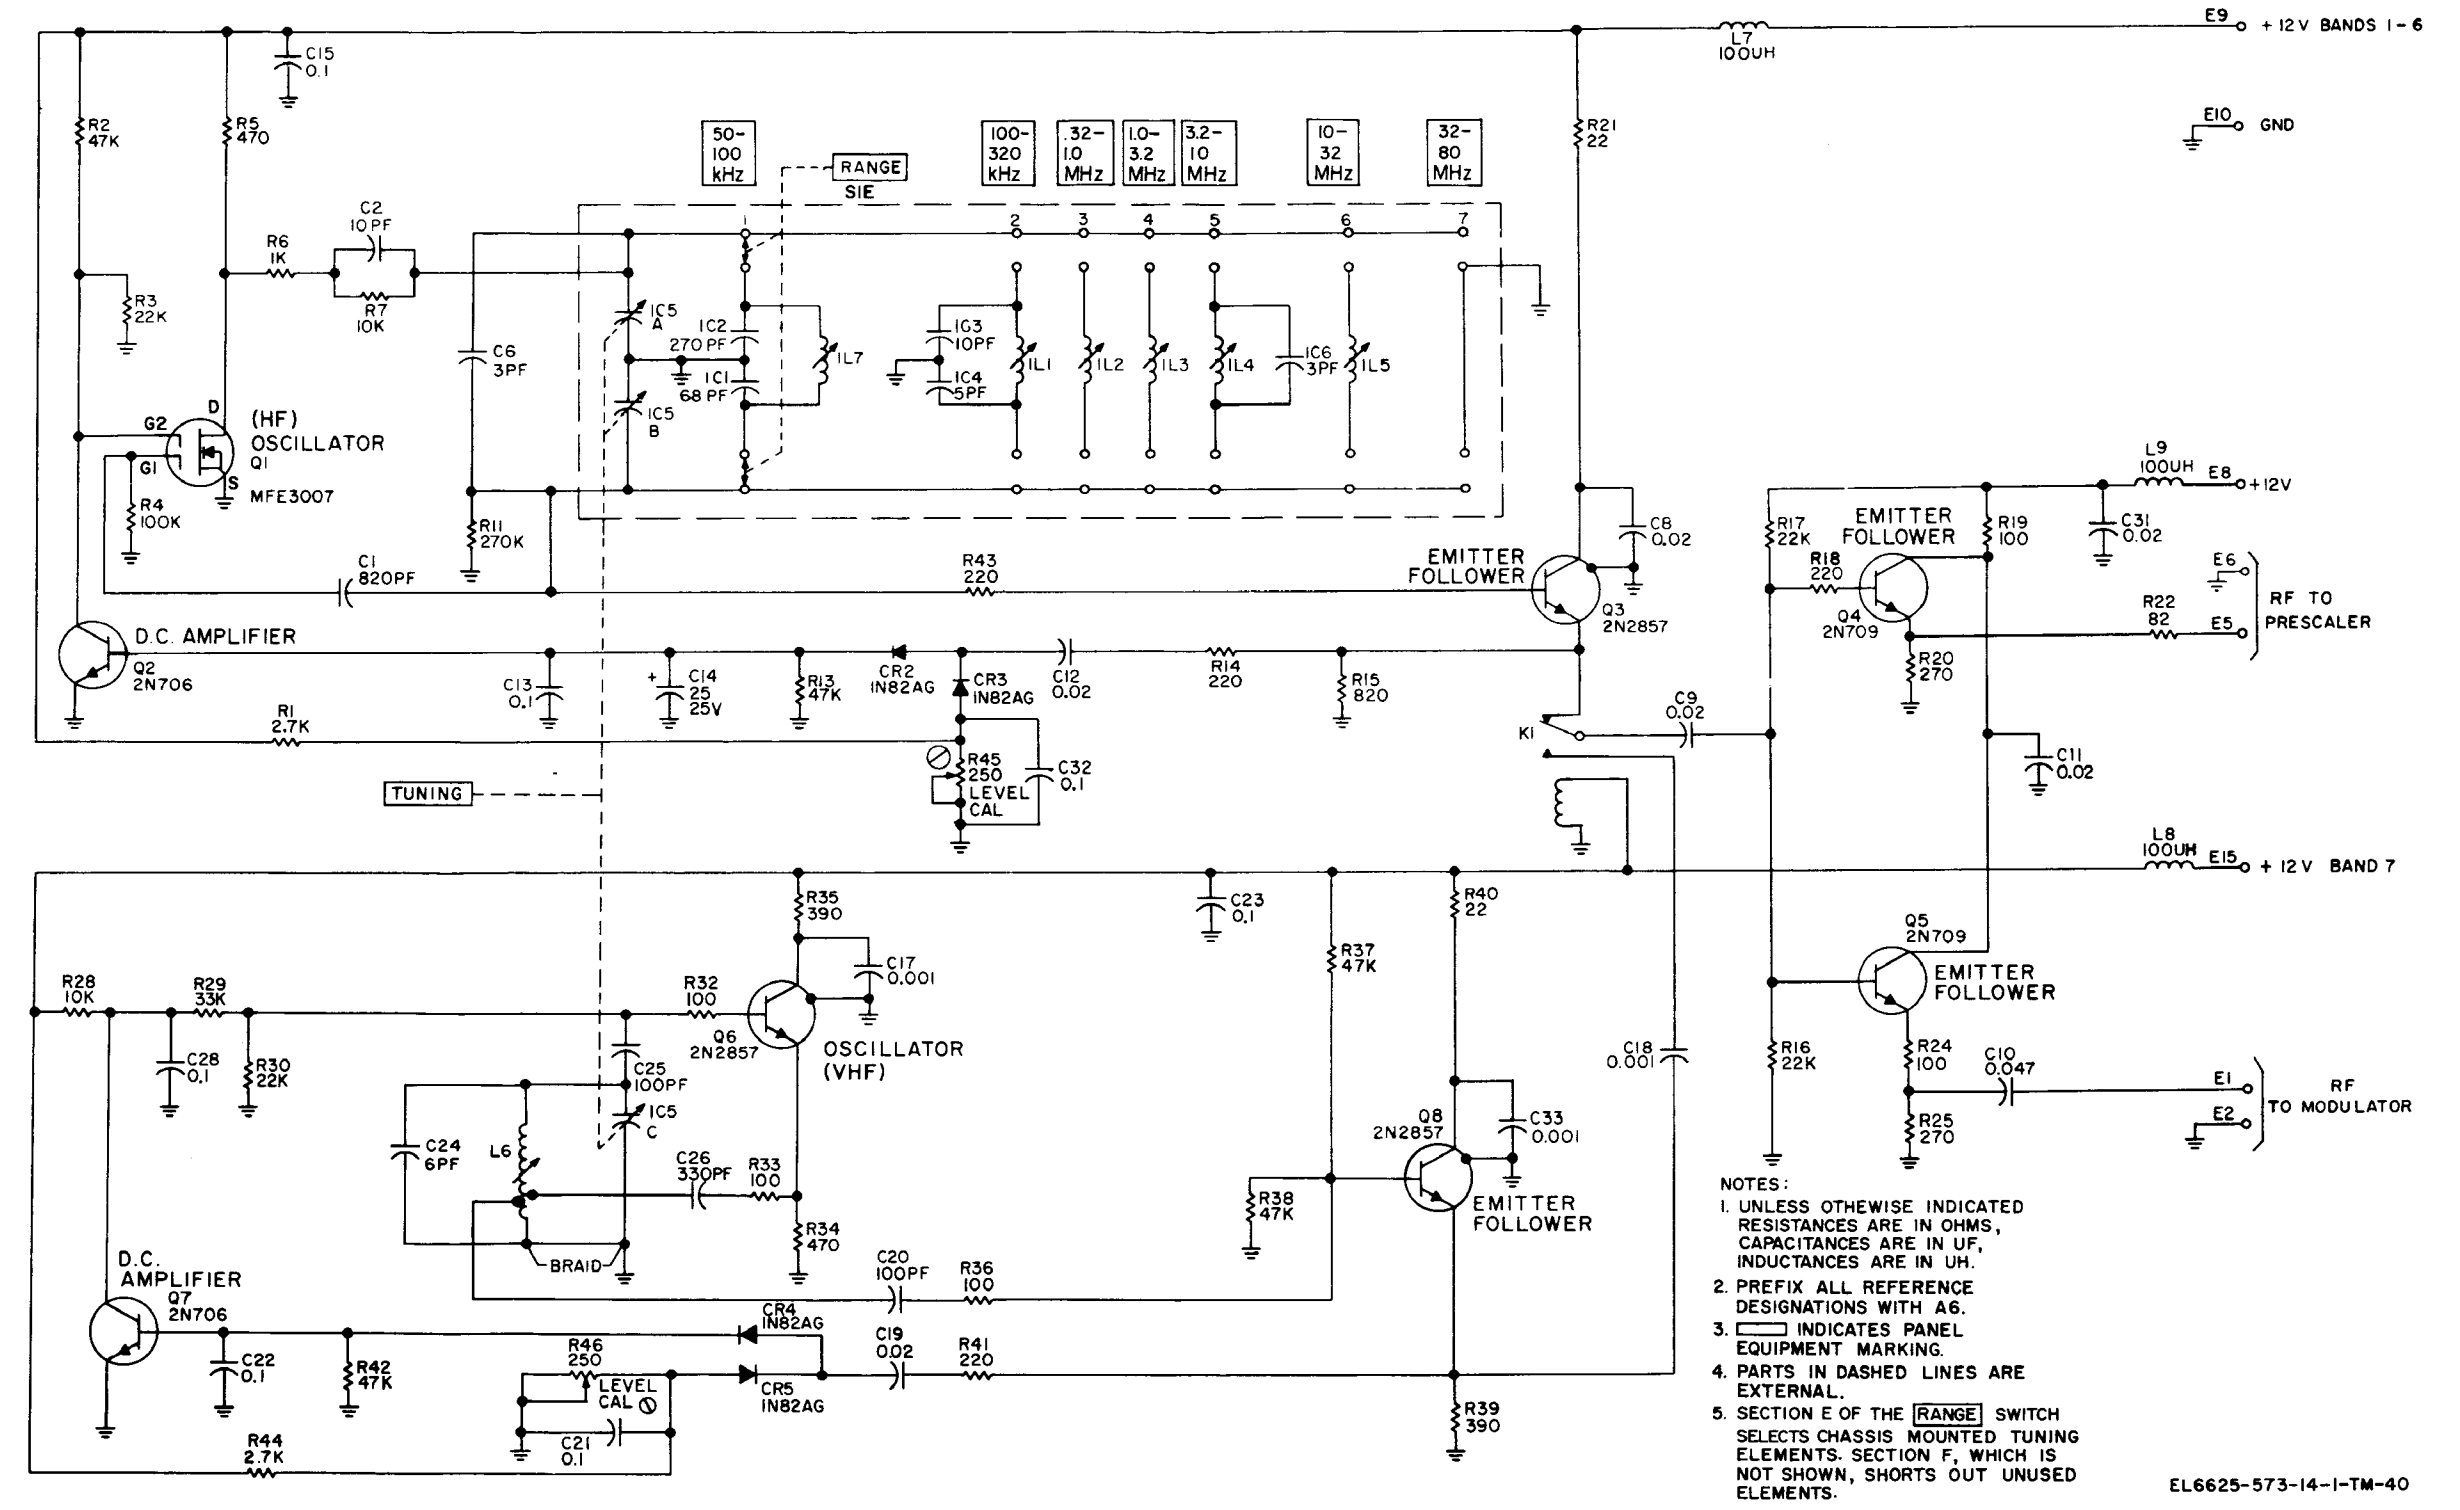 E9
+12V BANDS 1-6
L7
100UH
C15
0.1
R2
47K
R5
470
R21
22
E10
GND
50-
100
kHz
RANGE
S1E
100-
320
kHz
.32-
1.0
MHz
1.0-
3.2
MHz
3.2-
10
MHz
10-
32
MHz
32-
80
MHz
C2
10PF
R6
1K
R7
10K
R3
22K
1
2
3
4
5
6
7
1C5
A
1C2
270PF
1C1
68PF
1L7
1C3
10PF
1C4
5PF
1L1
1L2
1L3
1L4
1C6
3PF
1L5
C6
3PF
1C5
B
D
G2
G1
S
(HF)
OSCILLATOR
Q1
MFE3007
R4
100K
R11
270K
C1
820PF
R43
220
EMITTER
FOLLOWER
C8
0.02
Q3
2N2857
R17
22K
EMITTER
FOLLOWER
R18
220
Q4
2N709
R19
100
L9
100UH
E8
+12V
C31
0.02
E6
R22
82
E5
RF TO
PRESCALER
R20
270
D.C. AMPLIFIER
Q2
2N706
C13
0.1
+
C14
25
25V
R13
47K
CR2
1N82AG
CR3
1N82AG
C12
0.02
R14
220
R15
820
R1
2.7K
K1
C9
0.02
R45
250
LEVEL
CAL
C32
0.1
C11
0.02
TUNING
L8
100UH
E15
+ 12V BAND 7
R35
390
C23
0.1
R40
22
R37
47K
Q5
2N709
EMITTER
FOLLOWER
R28
10K
R29
33K
R32
100
C17
0.001
Q6
2N2857
OSCILLATOR
(VHF)
C28
0.1
R30
22K
C25
100PF
1C5
C
C24
6PF
L6
C26
330PF
R33
100
R34
470
BRAID
C18
0.001
R16
22K
R24
100
C10
0.047
R25
270
E1
E2
RF
TO MODULATOR
Q8
2N2857
C33
0.001
R38
47K
EMITTER
FOLLOWER
D.C.
AMPLIFIER
Q7
2N706
C20
100PF
R36
100
CR4
1N82AG
C19
0.02
R41
220
R46
250
LEVEL
CAL
CR5
1N82AG
C22
0.1
R42
47K
C21
0.1
R44
2.7K
R39
390
NOTES:
1. UNLESS OTHEWISE INDICATED
RESISTANCES ARE IN OHMS,
CAPACITANCES ARE IN UF,
INDUCTANCES ARE IN UH.
2. PREFIX ALL REFERENCE
DESIGNATIONS WITH A6.
3. INDICATES PANEL
EQUIPMENT MARKING.
4. PARTS IN DASHED LINES ARE
EXTERNAL.
5. SECTION E OF THE RANGE SWITCH
SELECTS CHASSIS MOUNTED TUNING
ELEMENTS. SECTION F, WHICH IS
NOT SHOWN, SHORTS OUT UNUSED
ELEMENTS.
EL6625-573-14-1-TM-40